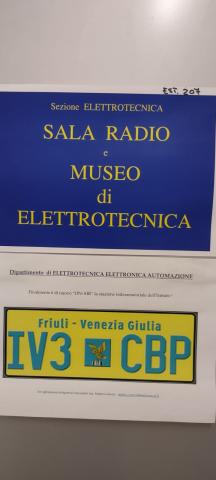 EST. 207
Sezione ELETTROTECNICA
SALA RADIO
e
MUSEO
di
ELETTROTECNICA
Dipartimento di ELETTROTECNICA ELETTRONICA AUTOMAZIONE
Friuli - Venezia Giulia
IV3 CBP